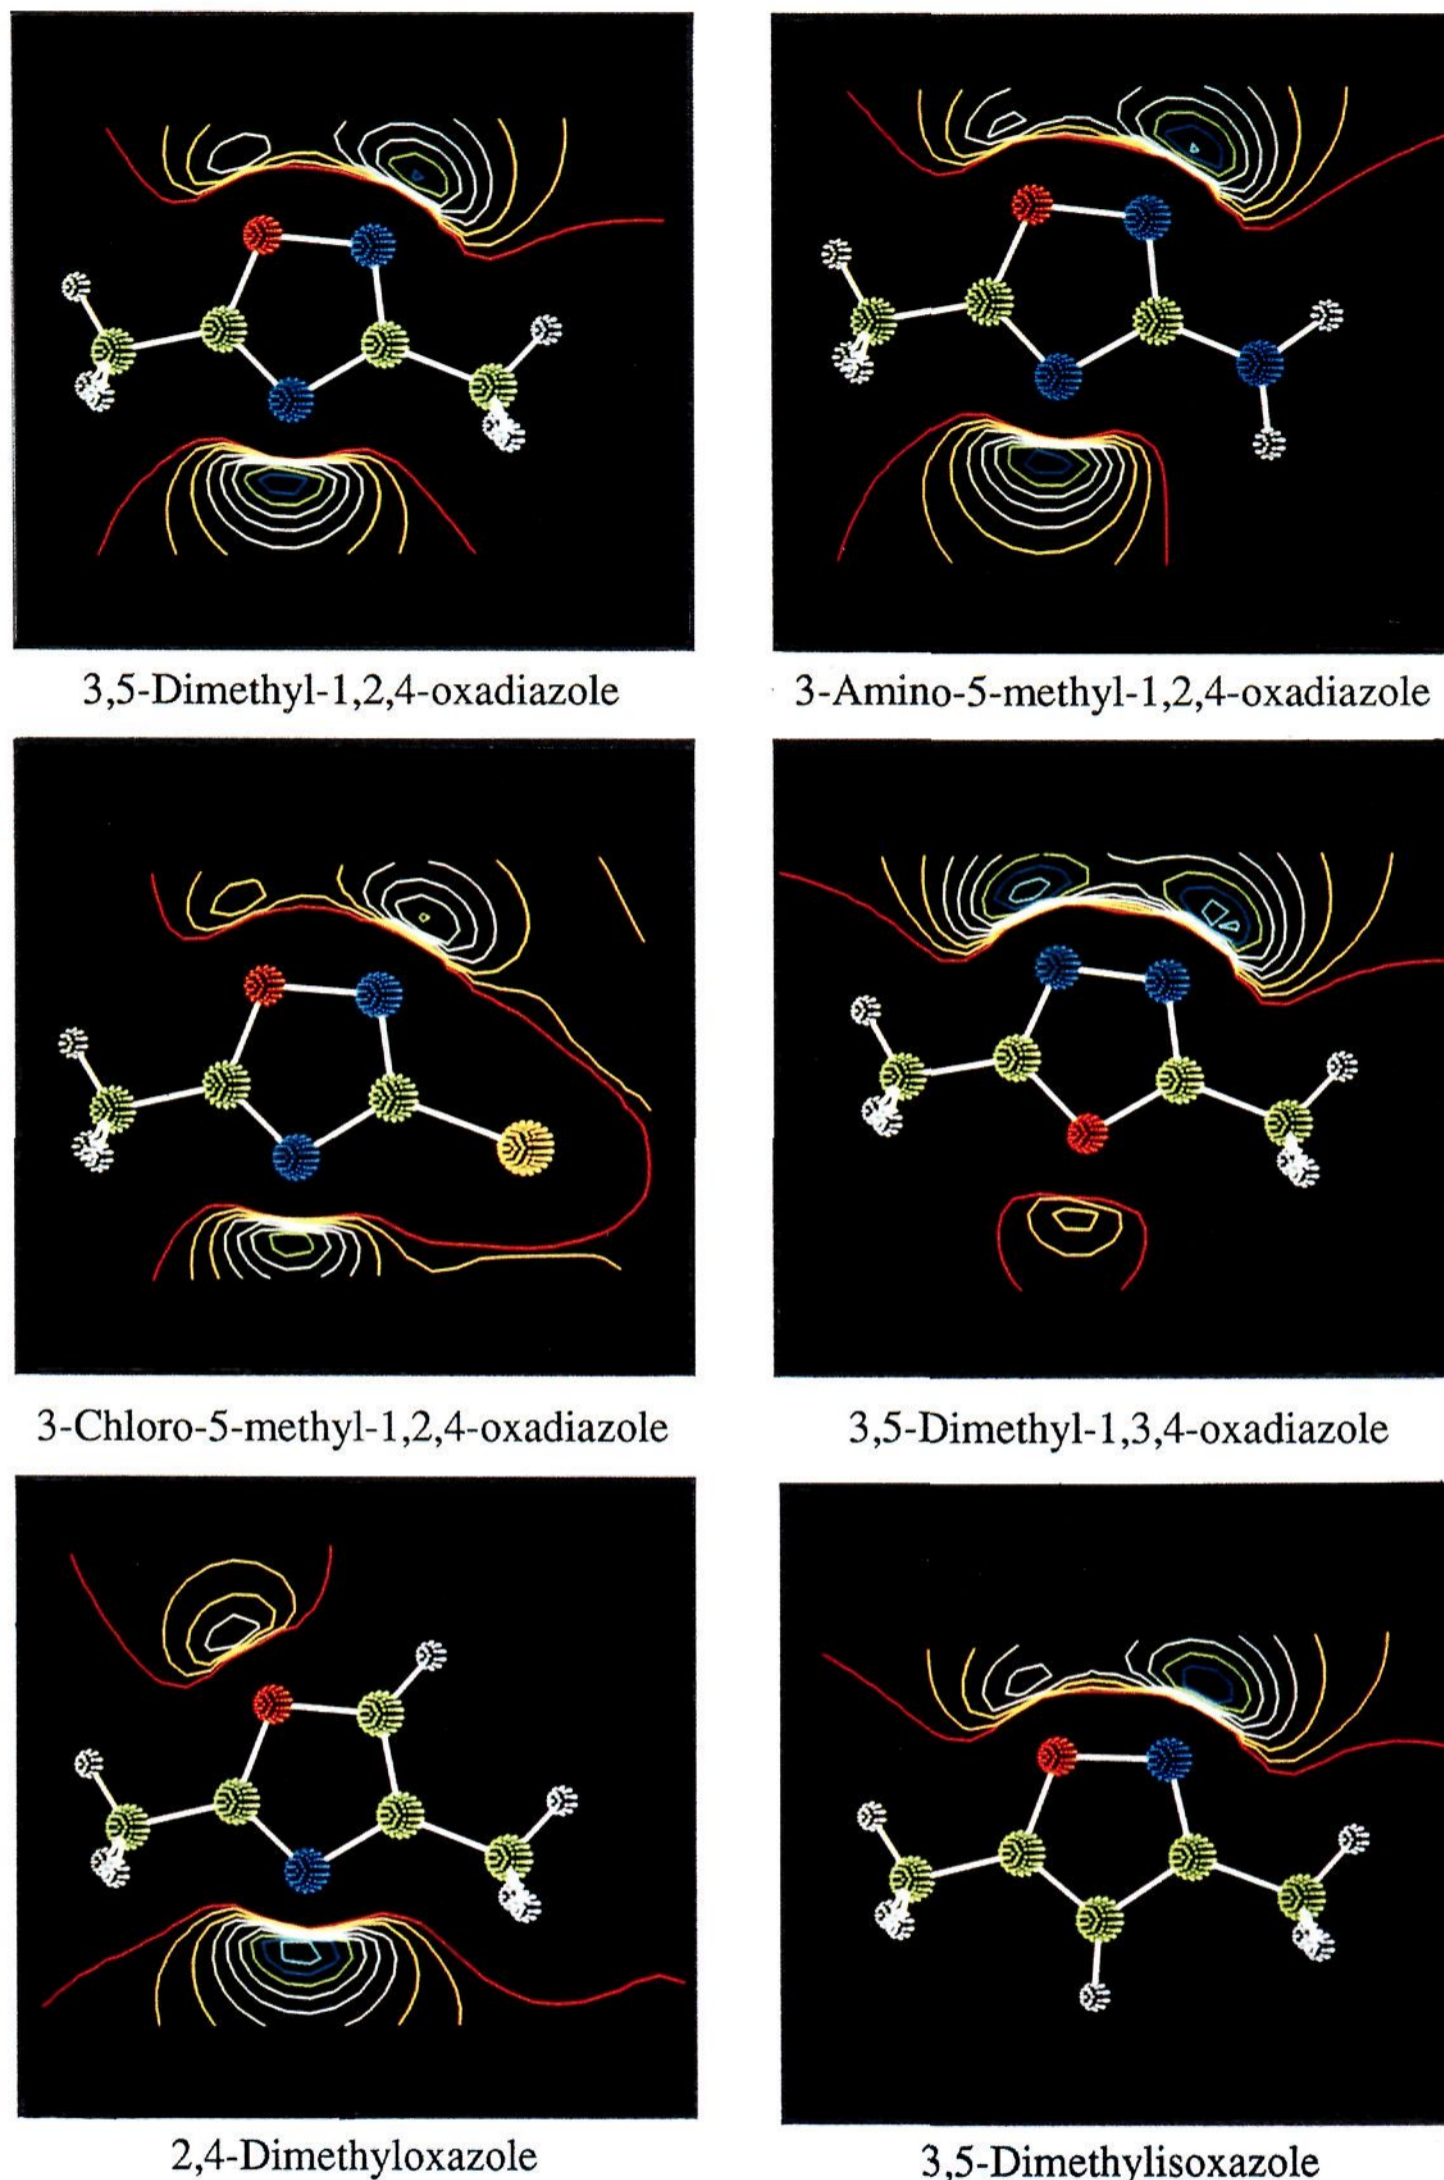 3,5-Dimethyl-1,2,4-oxadiazole
3-Amino-5-methyl-1,2,4-oxadiazole
3-Chloro-5-methyl-1,2,4-oxadiazole
3,5-Dimethyl-1,3,4-oxadiazole
2,4-Dimethyloxazole
3,5-Dimethylisoxazole